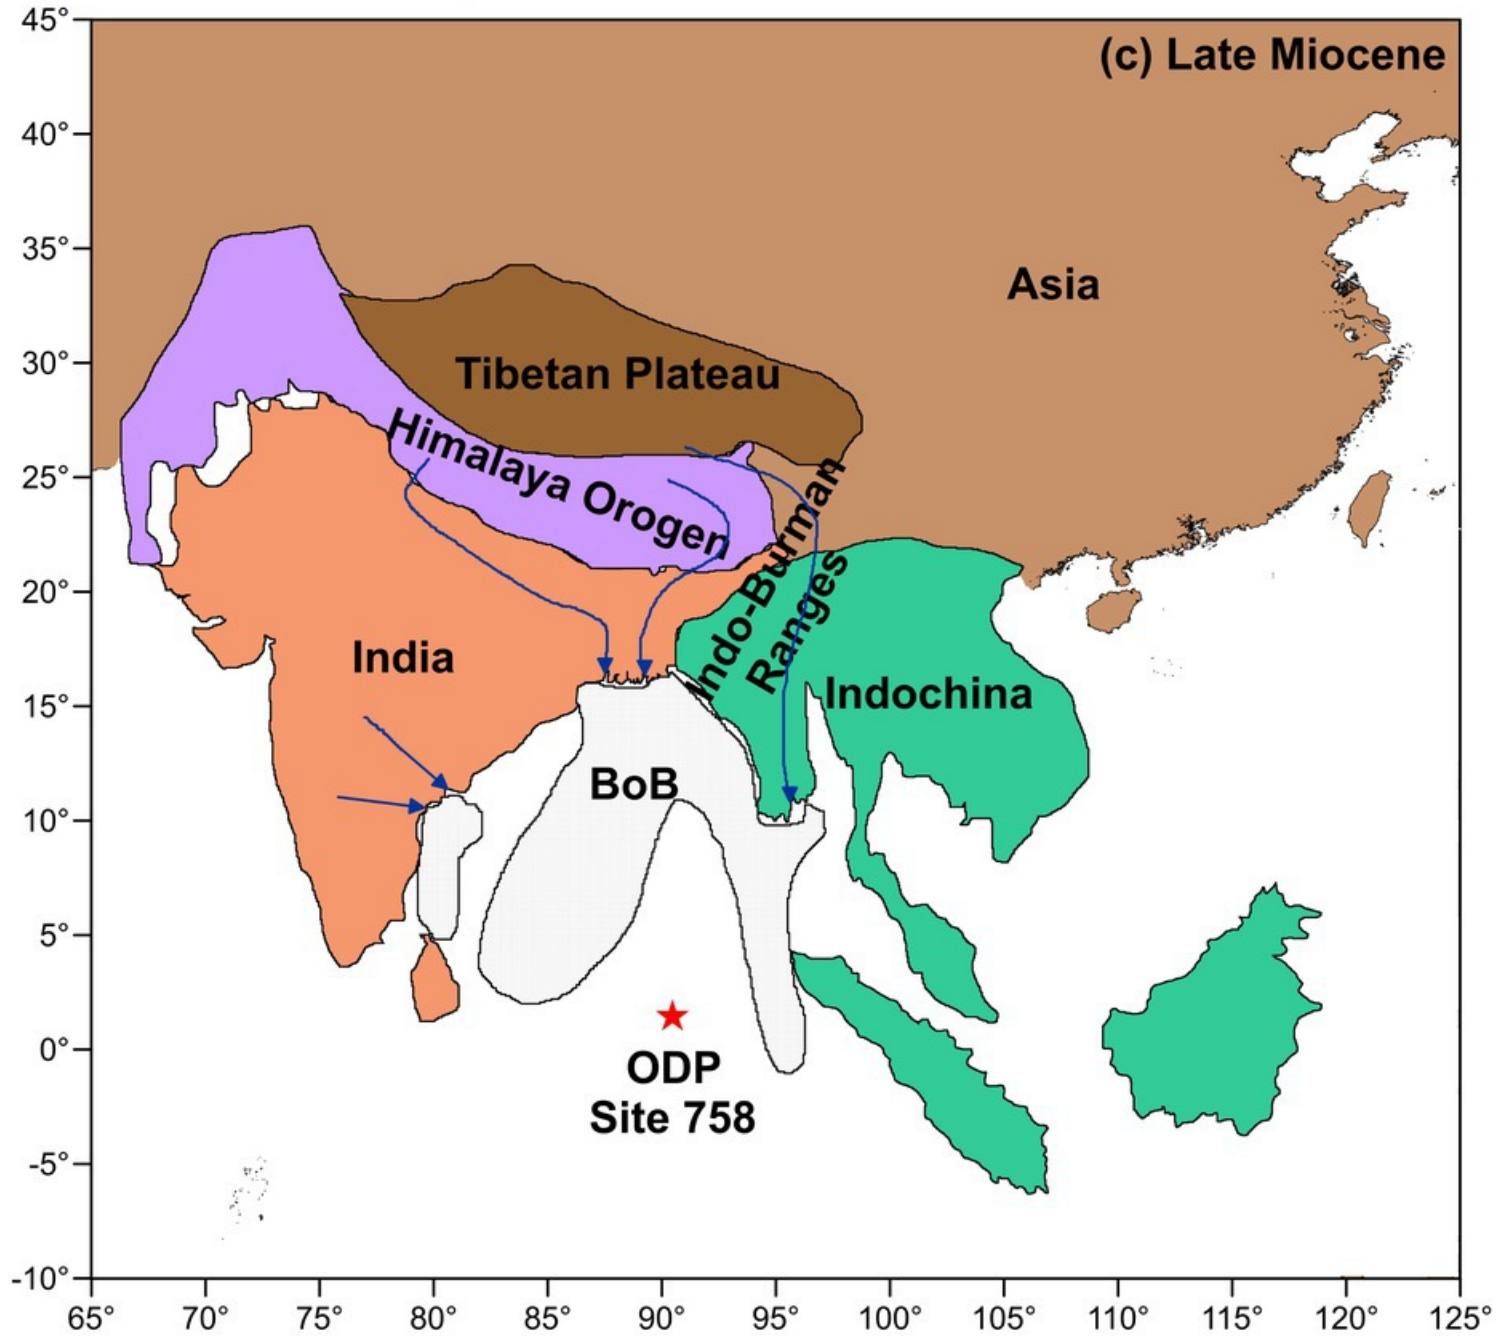 45°
(c) Late Miocene
40°
35°
Asia
30°
Tibetan Plateau
Himalaya Orogen
25°
Indo-Burman
Ranges
20°
India
Indochina
15°
BoB
10°
5°
0°
ODP
Site 758
-5°
-10°
65° 70° 75° 80° 85° 90° 95° 100° 105° 110° 115° 120° 125°